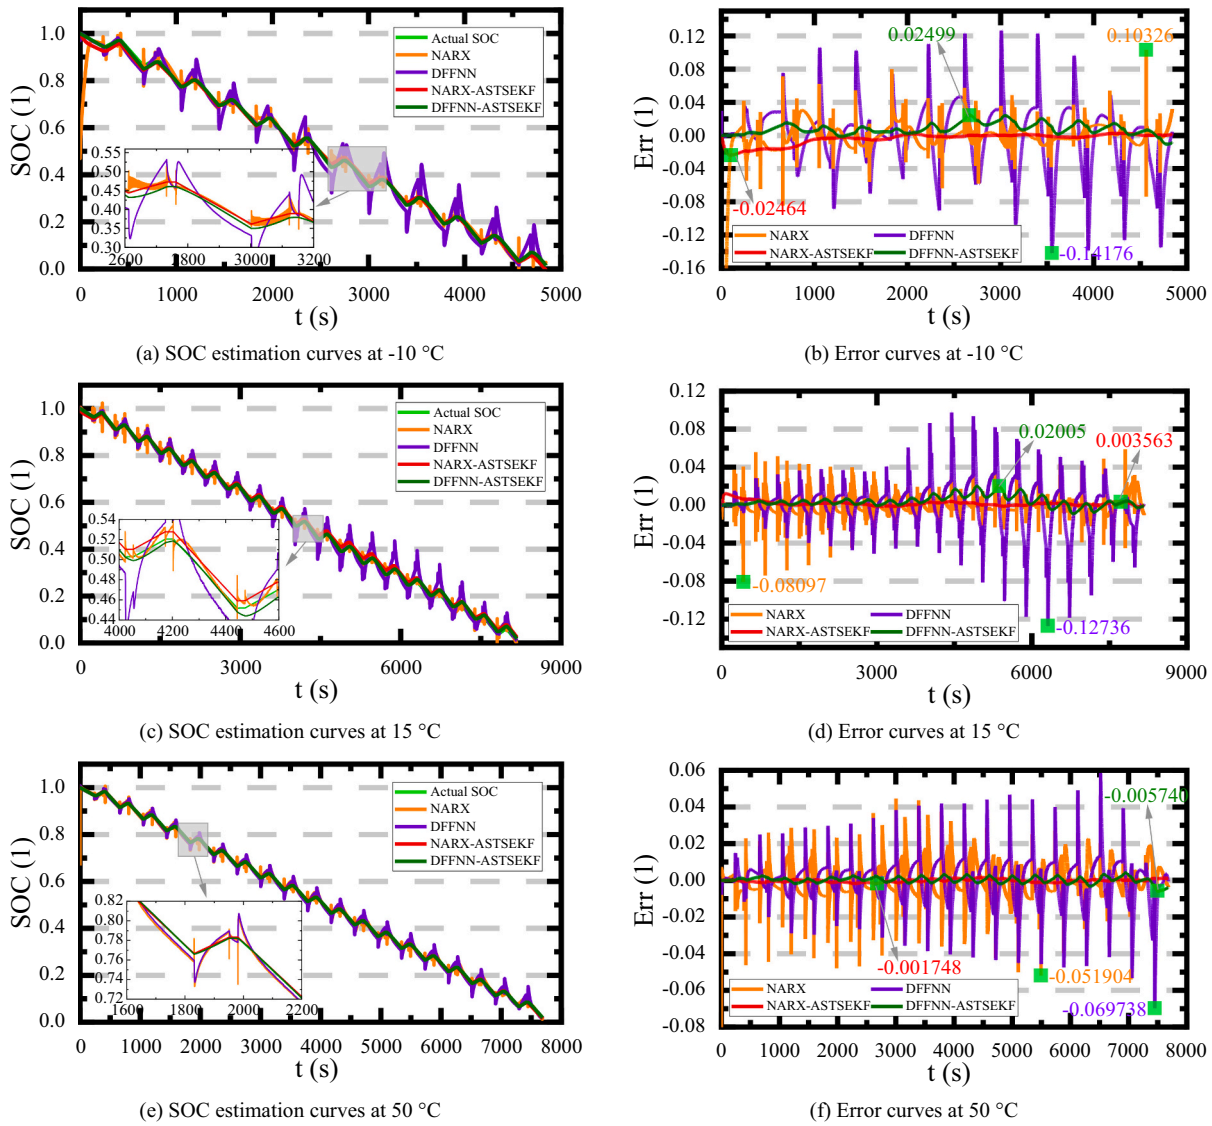 SOC (1)
1.0
0.8
0.6
0.4
0.2
0.0
Actual SOC
NARX
DFFNN
NARX-ASTSEKF
DFFNN-ASTSEKF
0.55
0.50
0.45
0.40
0.35
0.30
2600 2800 3000 3200
0 1000 2000 3000 4000 5000
t (s)
(a) SOC estimation curves at -10 °C
Err (1)
0.12
0.08
0.04
0.00
-0.04
-0.08
-0.12
-0.16
0.02499
0.10326
-0.02464
-0.14176
NARX DFFNN
NARX-ASTSEKF DFFNN-ASTSEKF
0 1000 2000 3000 4000 5000
t (s)
(b) Error curves at -10 °C
SOC (1)
1.0
0.8
0.6
0.4
0.2
0.0
Actual SOC
NARX
DFFNN
NARX-ASTSEKF
DFFNN-ASTSEKF
0.54
0.52
0.50
0.48
0.46
0.44
4000 4200 4400 4600
0 3000 6000 9000
t (s)
(c) SOC estimation curves at 15 °C
Err (1)
0.12
0.08
0.04
0.00
-0.04
-0.08
-0.12
0.02005
0.003563
-0.08097
-0.12736
NARX DFFNN
NARX-ASTSEKF DFFNN-ASTSEKF
0 3000 6000 9000
t (s)
(d) Error curves at 15 °C
SOC (1)
1.0
0.8
0.6
0.4
0.2
0.0
Actual SOC
NARX
DFFNN
NARX-ASTSEKF
DFFNN-ASTSEKF
0.82
0.80
0.78
0.76
0.74
0.72
1600 1800 2000 2200
0 1000 2000 3000 4000 5000 6000 7000 8000
t (s)
(e) SOC estimation curves at 50 °C
Err (1)
0.06
0.04
0.02
0.00
-0.02
-0.04
-0.06
-0.08
-0.005740
-0.001748
-0.051904
-0.069738
NARX DFFNN
NARX-ASTSEKF DFFNN-ASTSEKF
0 1000 2000 3000 4000 5000 6000 7000 8000
t (s)
(f) Error curves at 50 °C